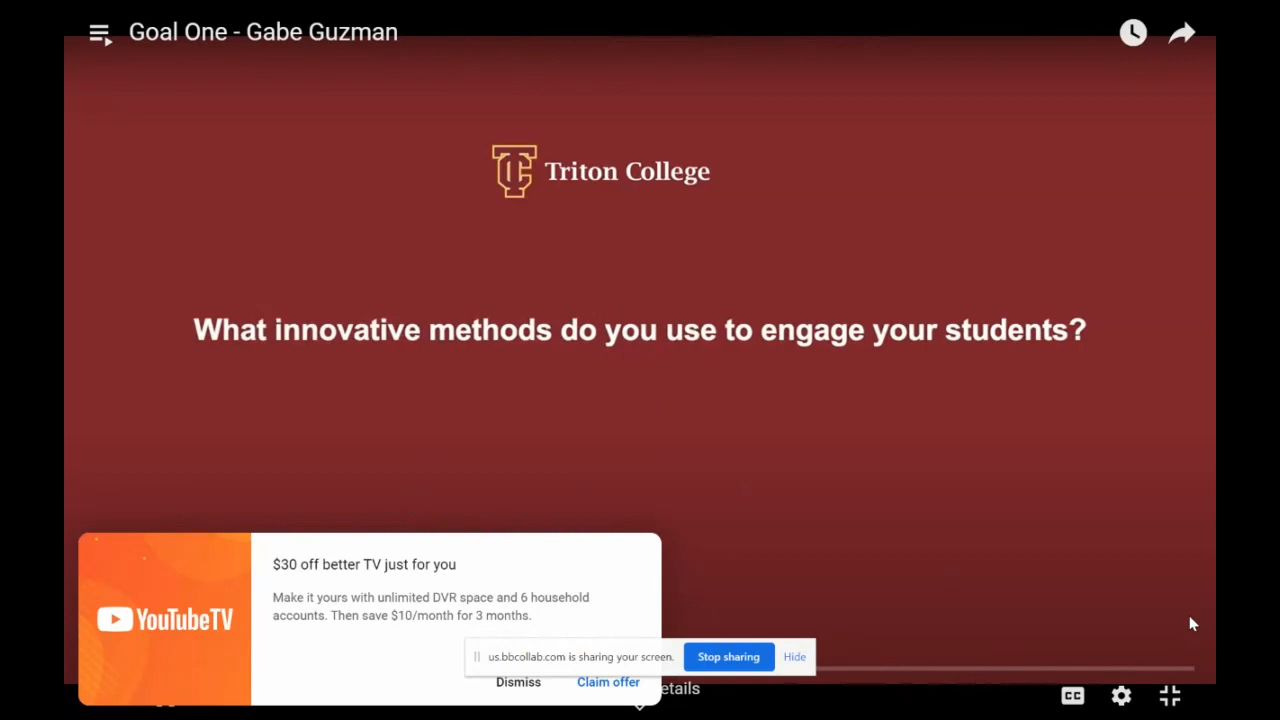 Goal One - Gabe Guzman
TC Triton College
What innovative methods do you use to engage your students?
$30 off better TV just for you
Make it yours with unlimited DVR space and 6 household
accounts. Then save $10/month for 3 months.
YouTubeTV
us.bbcollab.com is sharing your screen.
Stop sharing
Hide
Dismiss
Claim offer
etails
CC